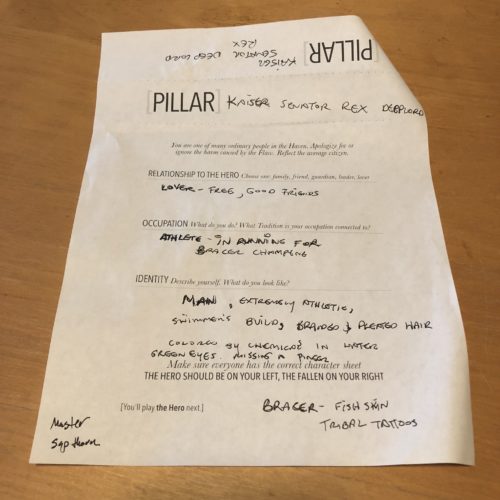 KAISER
SENATOR DEEPLORD
REX
[PILLAR]
[PILLAR] KAISER SENATOR REX DEEPLORD
You are one of many ordinary people in the Haven. Apologize for or
ignore the harm caused by the Flaw. Reflect the average citizen.
RELATIONSHIP TO THE HERO Choose one: family, friend, guardian, leader, lover
LOVER - FREE, GOOD FRIENDS
OCCUPATION What do you do? What Tradition is your occupation connected to?
ATHLETE - IN RUNNING FOR
BRACER CHAMPING
IDENTITY Describe yourself. What do you look like?
MAN, EXTREMELY ATHLETIC,
SWIMMER'S BUILD, BRAIDED & PLEATED HAIR
COLORED BY CHEMICAL IN WATER
GREEN EYES. MISSING A FINGER
Make sure everyone has the correct character sheet
THE HERO SHOULD BE ON YOUR LEFT, THE FALLEN ON YOUR RIGHT
[You'll play the Hero next.]
BRACER - FISH SKIN
TRIBAL TATTOOS
Master